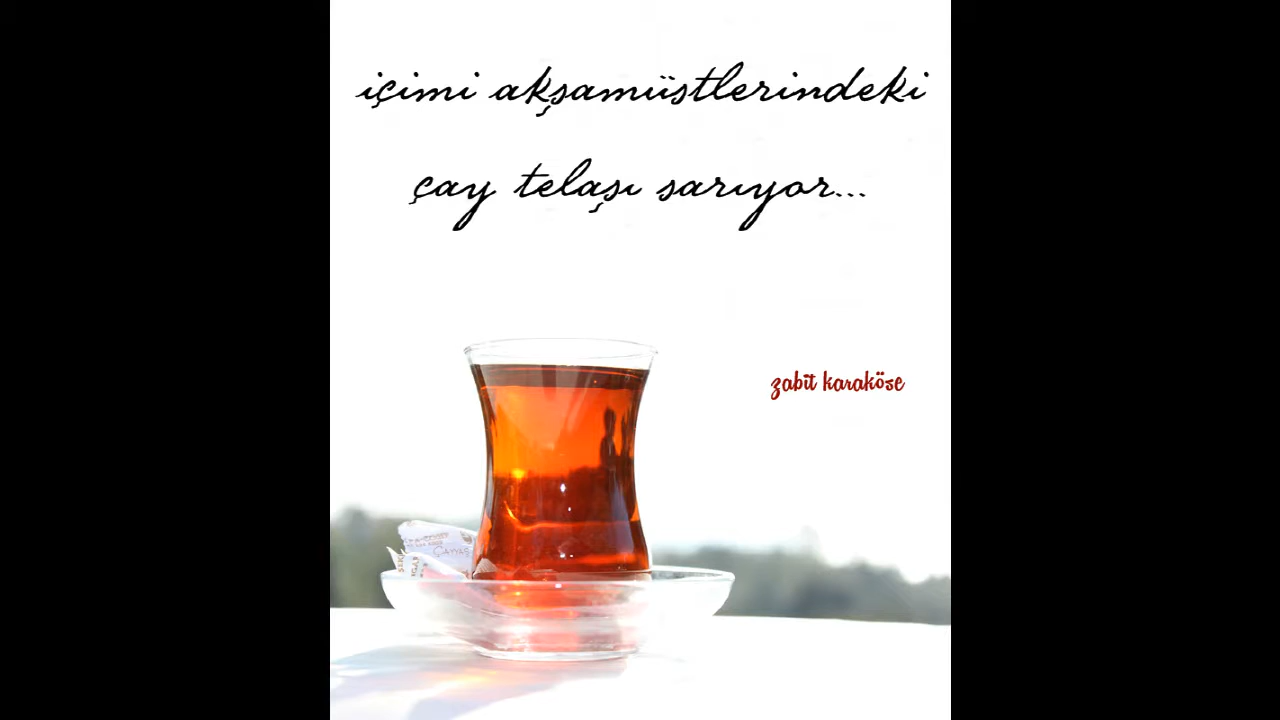 içimi akşamüstlerindeki
çay telaşı sarıyor...
zabit karaköse